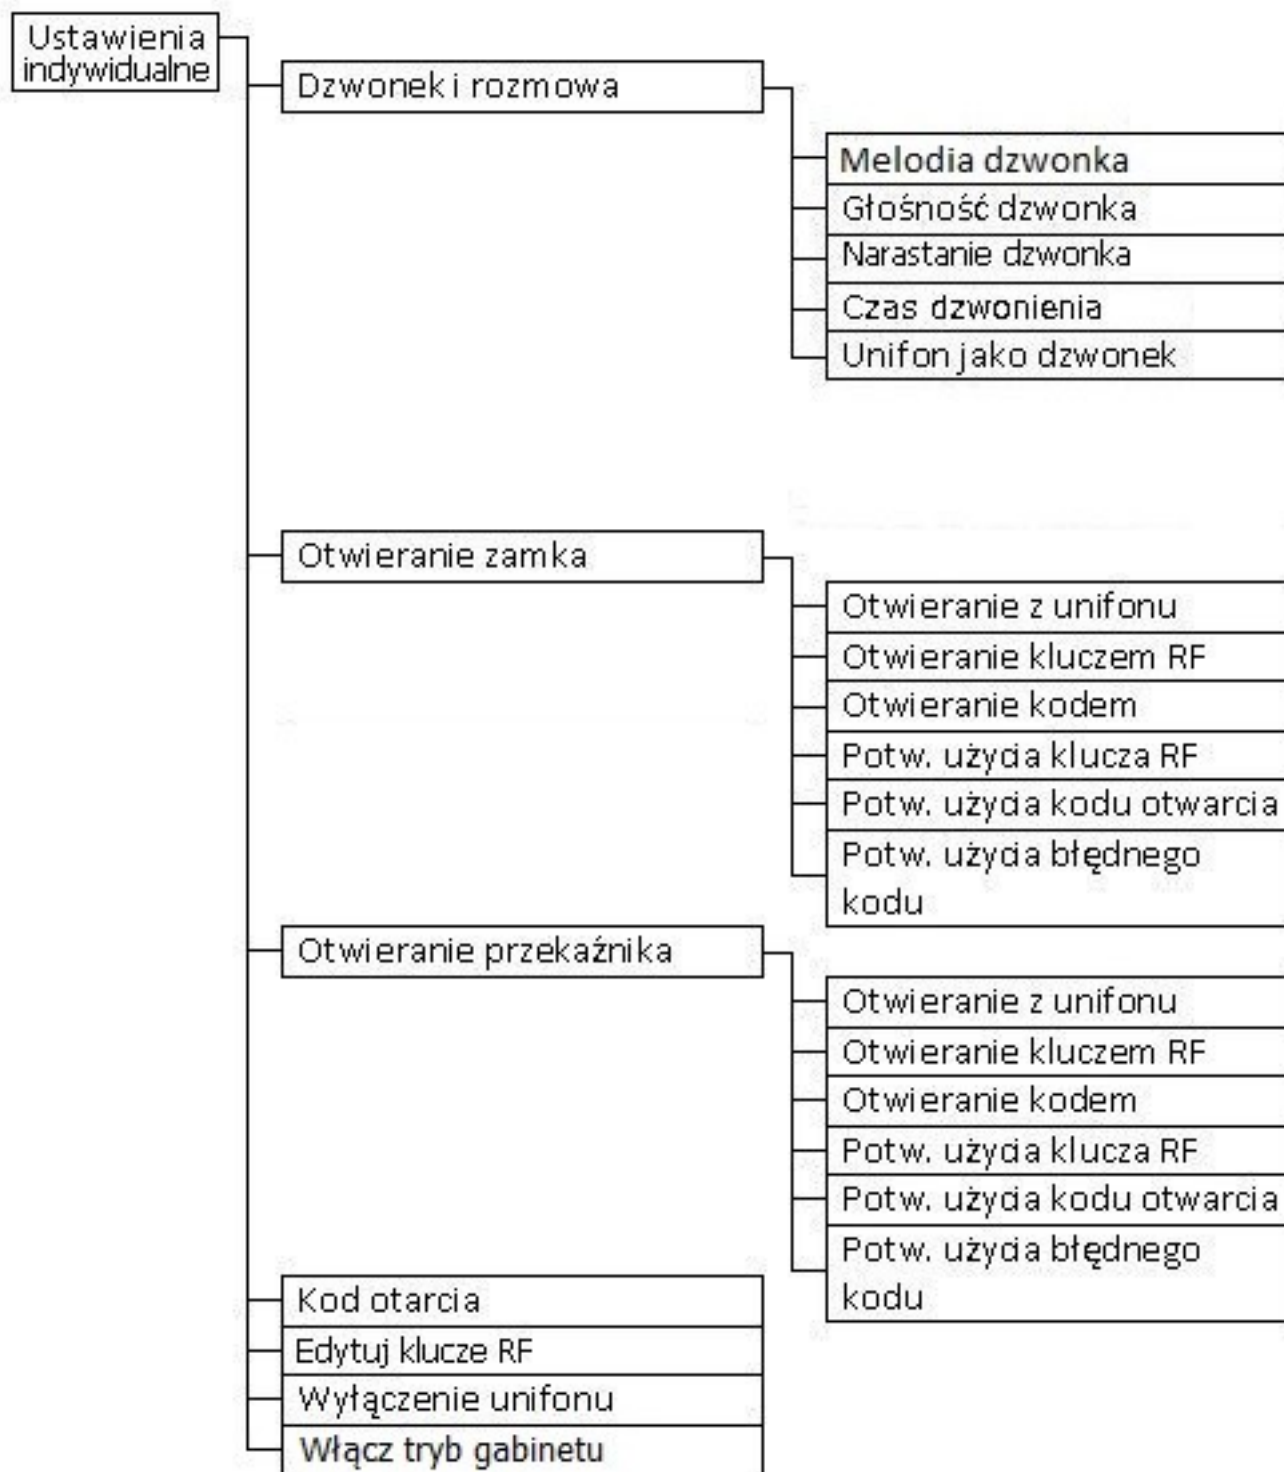 Ustawienia
indywidualne
Dzwonek i rozmowa
Melodia dzwonka
Głośność dzwonka
Narastanie dzwonka
Czas dzwonienia
Unifon jako dzwonek
Otwieranie zamka
Otwieranie z unifonu
Otwieranie kluczem RF
Otwieranie kodem
Potw. użycia klucza RF
Potw. użycia kodu otwarcia
Potw. użycia błędnego
kodu
Otwieranie przekaźnika
Otwieranie z unifonu
Otwieranie kluczem RF
Otwieranie kodem
Potw. użycia klucza RF
Potw. użycia kodu otwarcia
Potw. użycia błędnego
kodu
Kod otarcia
Edytuj klucze RF
Wyłączenie unifonu
Włącz tryb gabinetu